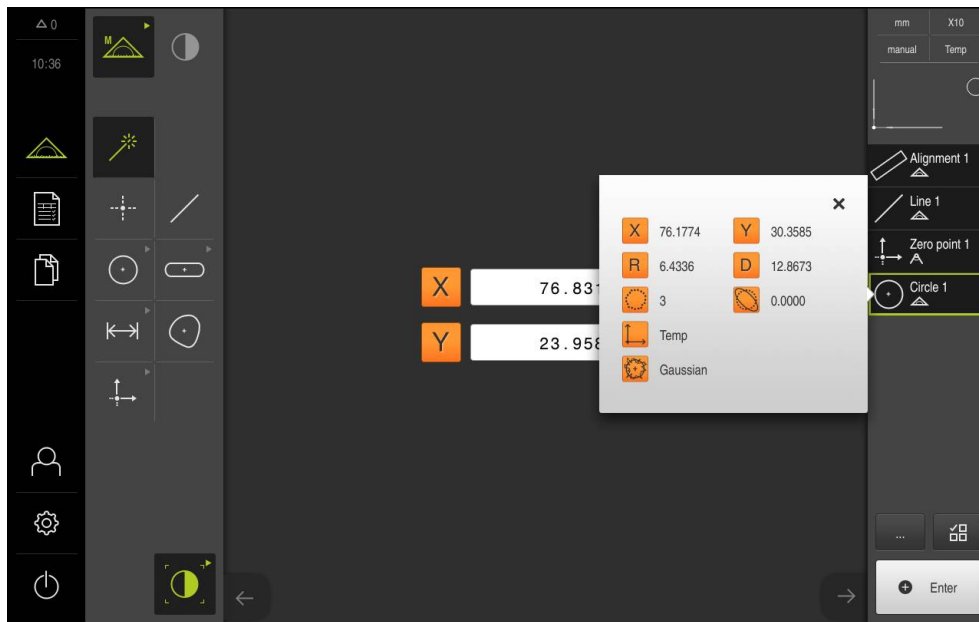 0
10:36
M
X 76.831
Y 23.958
X 76.1774 Y 30.3585
R 6.4336 D 12.8673
3 0.0000
Temp
Gaussian
mm X10
manual Temp
Alignment 1
Line 1
Zero point 1
Circle 1
...
Enter